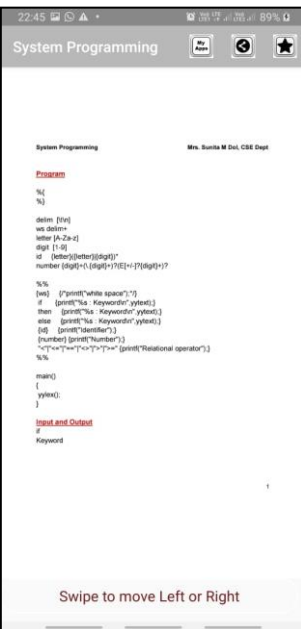 22:45
89%
System Programming
My Apps
System Programming Mrs. Sunita M Dol, CSE Dept
Program
%{
%}
delim [\t\n]
ws delim+
letter [A-Za-z]
digit [1-9]
id {letter}({letter}|{digit})*
number {digit}+(\.{digit}+)?(E[+/-]?{digit}+)?
%%
{ws} {/*printf("white space");*/}
if {printf("%s : Keyword\n",yytext);}
then {printf("%s : Keyword\n",yytext);}
else {printf("%s : Keyword\n",yytext);}
{id} {printf("Identifier");}
{number} {printf("Number");}
"<"|"<="|"=="|"<>"|">"|">=" {printf("Relational operator");}
%%
main()
{
yylex();
}
Input and Output
if
Keyword
1
Swipe to move Left or Right